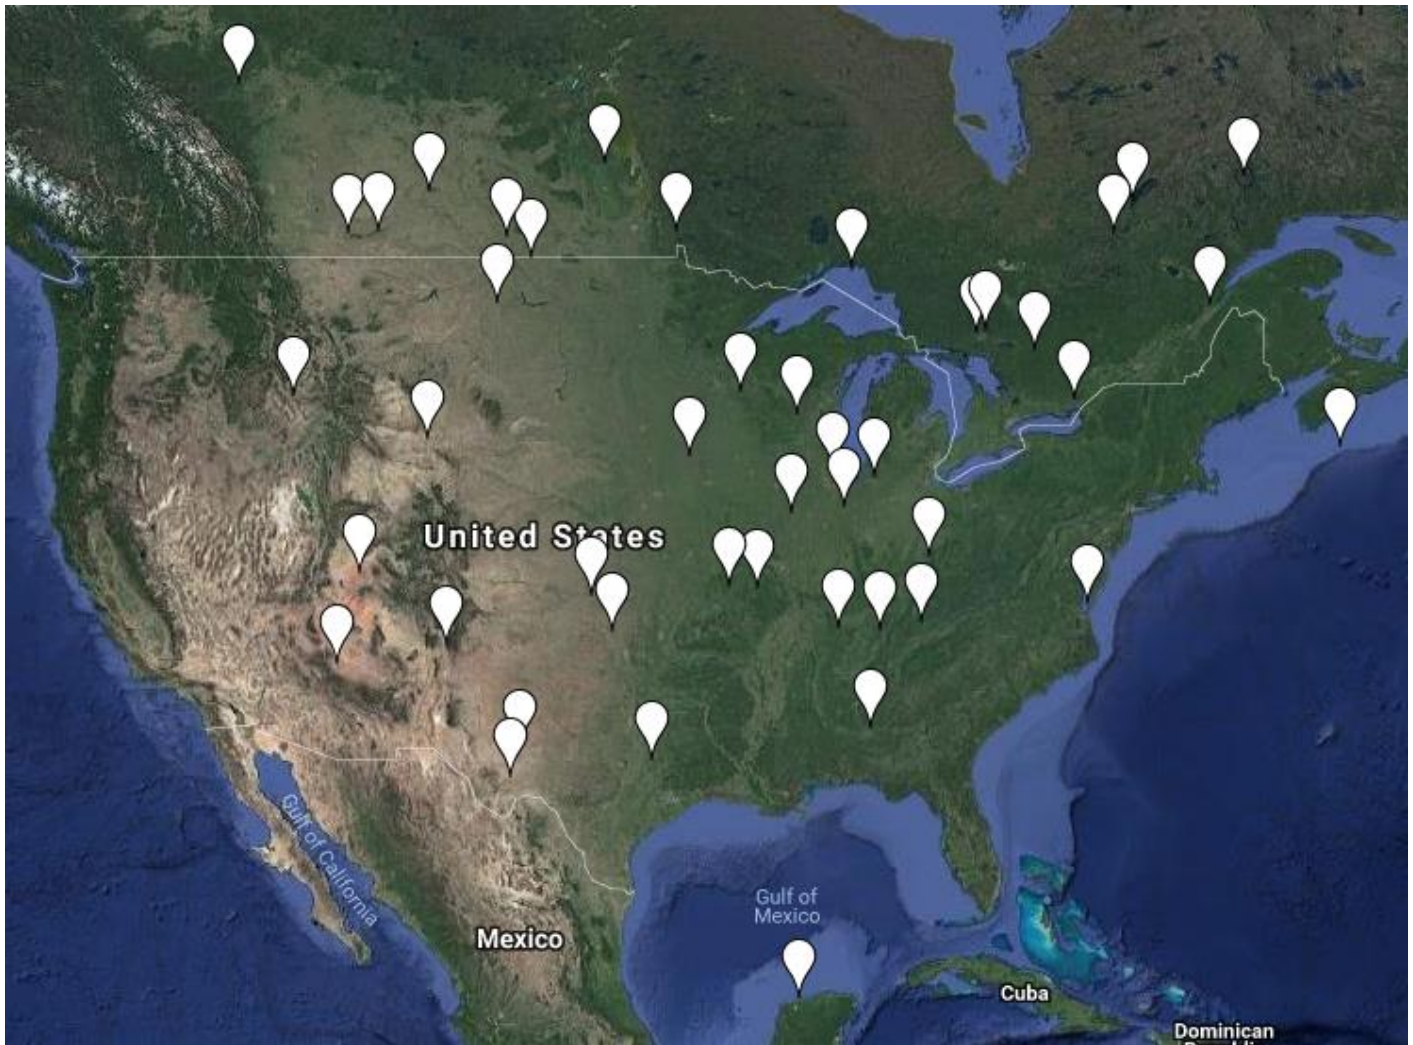 United States
Gulf of California
Gulf of
Mexico
Mexico
Cuba
Dominican